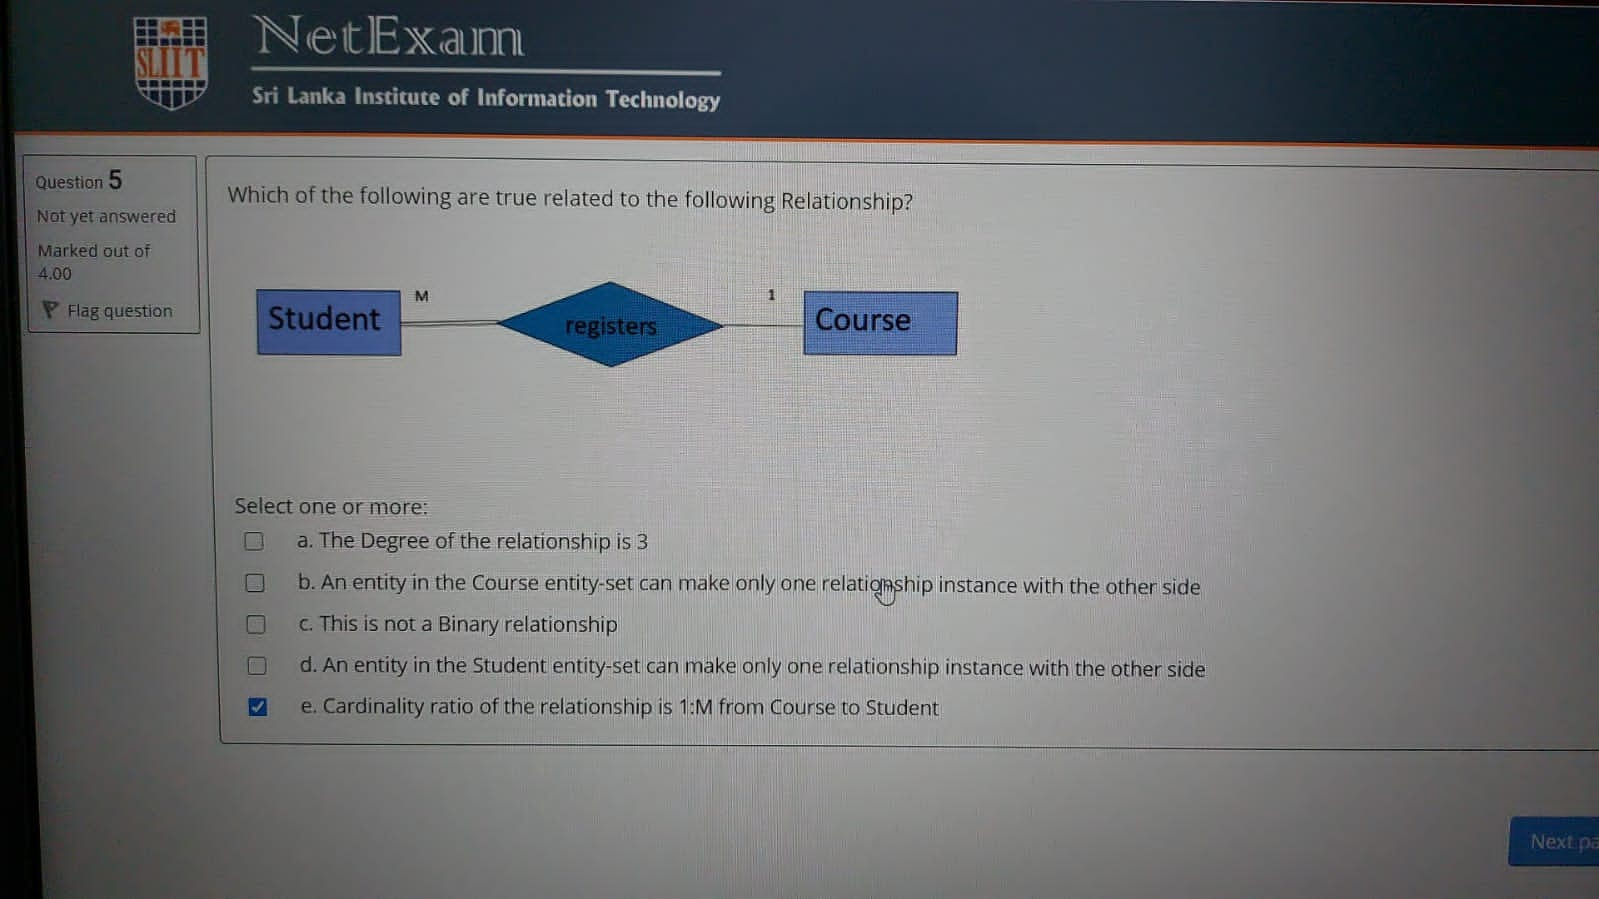 SLIIT
NetExam
Sri Lanka Institute of Information Technology
Question 5
Not yet answered
Marked out of
4.00
Flag question
Which of the following are true related to the following Relationship?
Student
M
registers
1
Course
Select one or more:
a. The Degree of the relationship is 3
b. An entity in the Course entity-set can make only one relationship instance with the other side
c. This is not a Binary relationship
d. An entity in the Student entity-set can make only one relationship instance with the other side
e. Cardinality ratio of the relationship is 1:M from Course to Student
Next pa